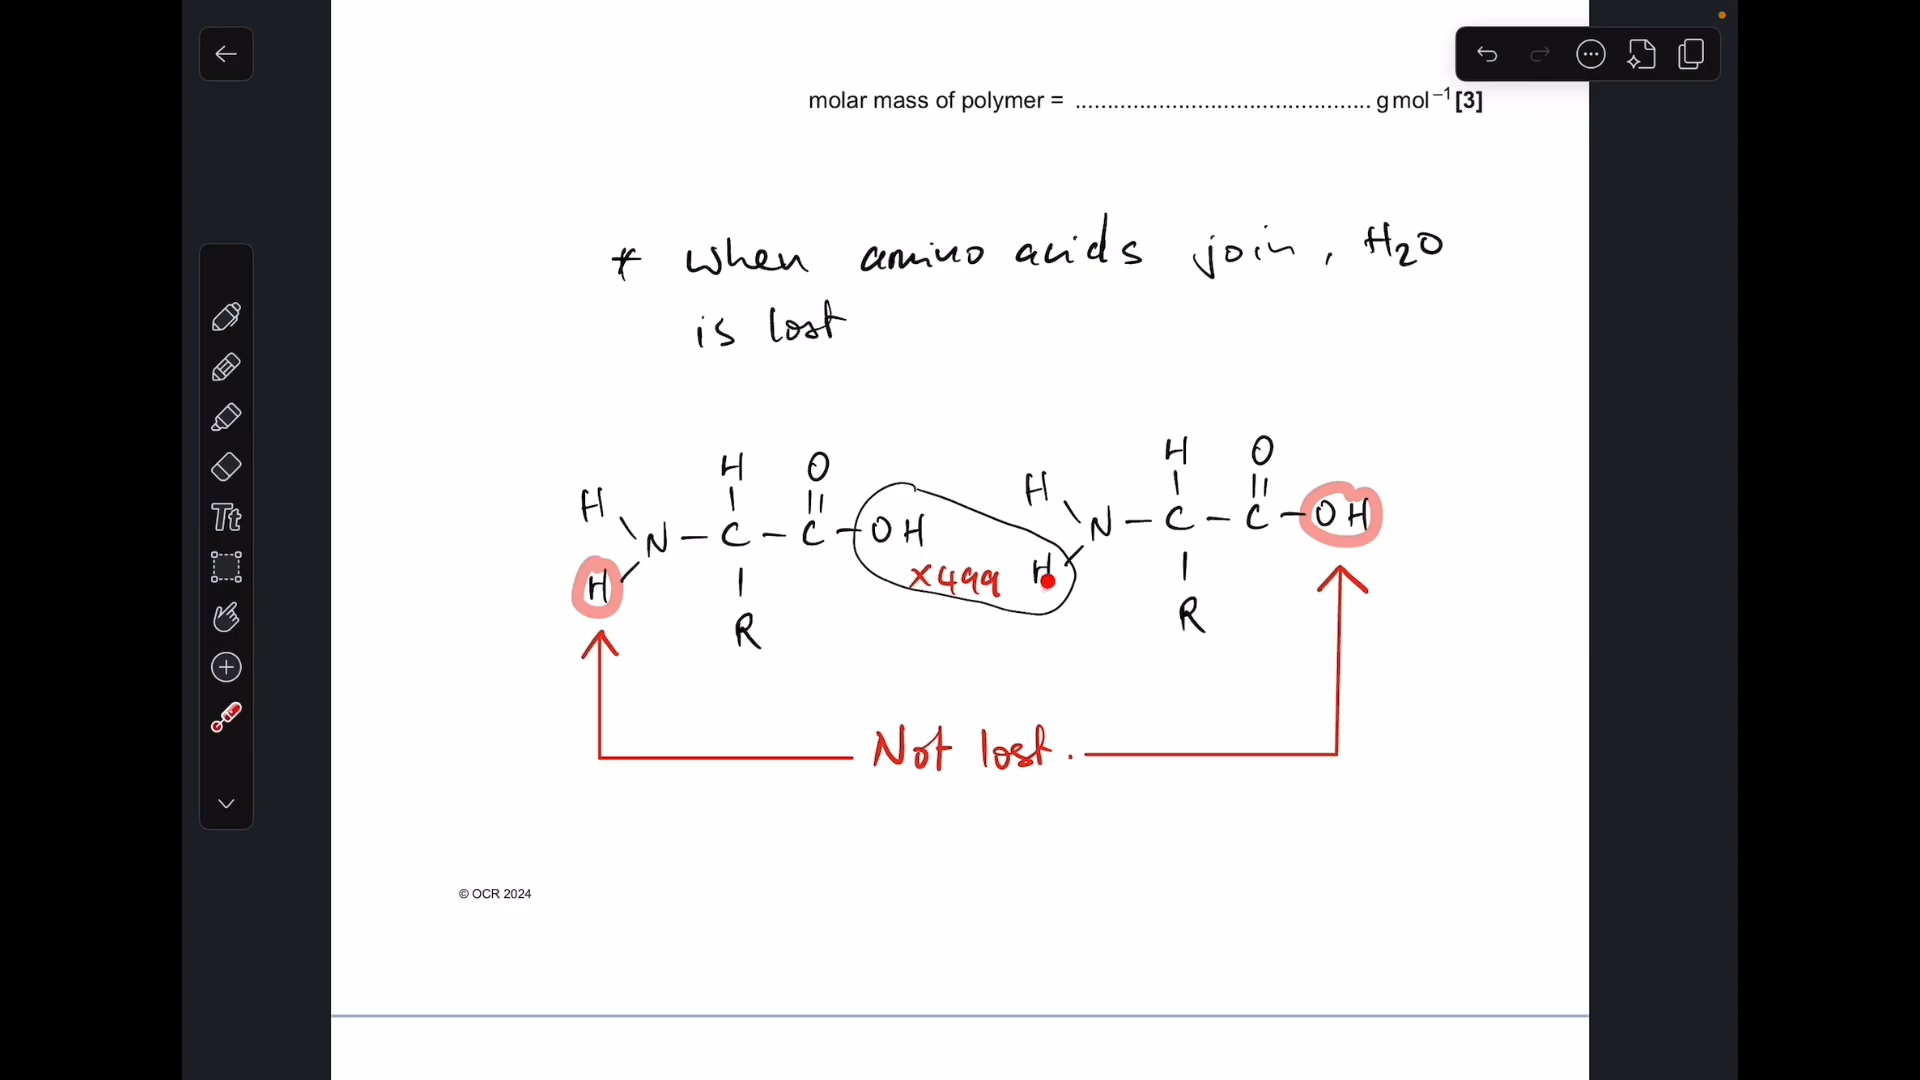 molar mass of polymer = .............................................. g mol⁻¹ [3]
* When amino acids join, H₂O
is lost
H O H O
H H
N - C - C - OH N - C - C - OH
H x499 H
R R
Not lost.
© OCR 2024
Tt